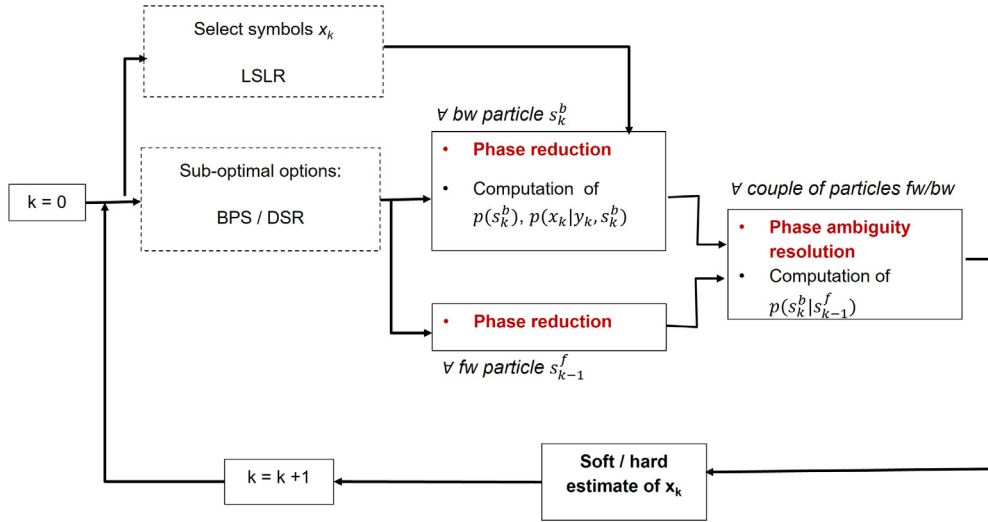 Select symbols x_k
LSLR
∀ bw particle s_k^b
• Phase reduction
• Computation of
p(s_k^b), p(x_k|y_k, s_k^b)
Sub-optimal options:
BPS / DSR
k = 0
∀ couple of particles fw/bw
• Phase ambiguity
resolution
• Computation of
p(s_k^b|s_{k-1}^f)
• Phase reduction
∀ fw particle s_{k-1}^f
k = k +1
Soft / hard
estimate of x_k